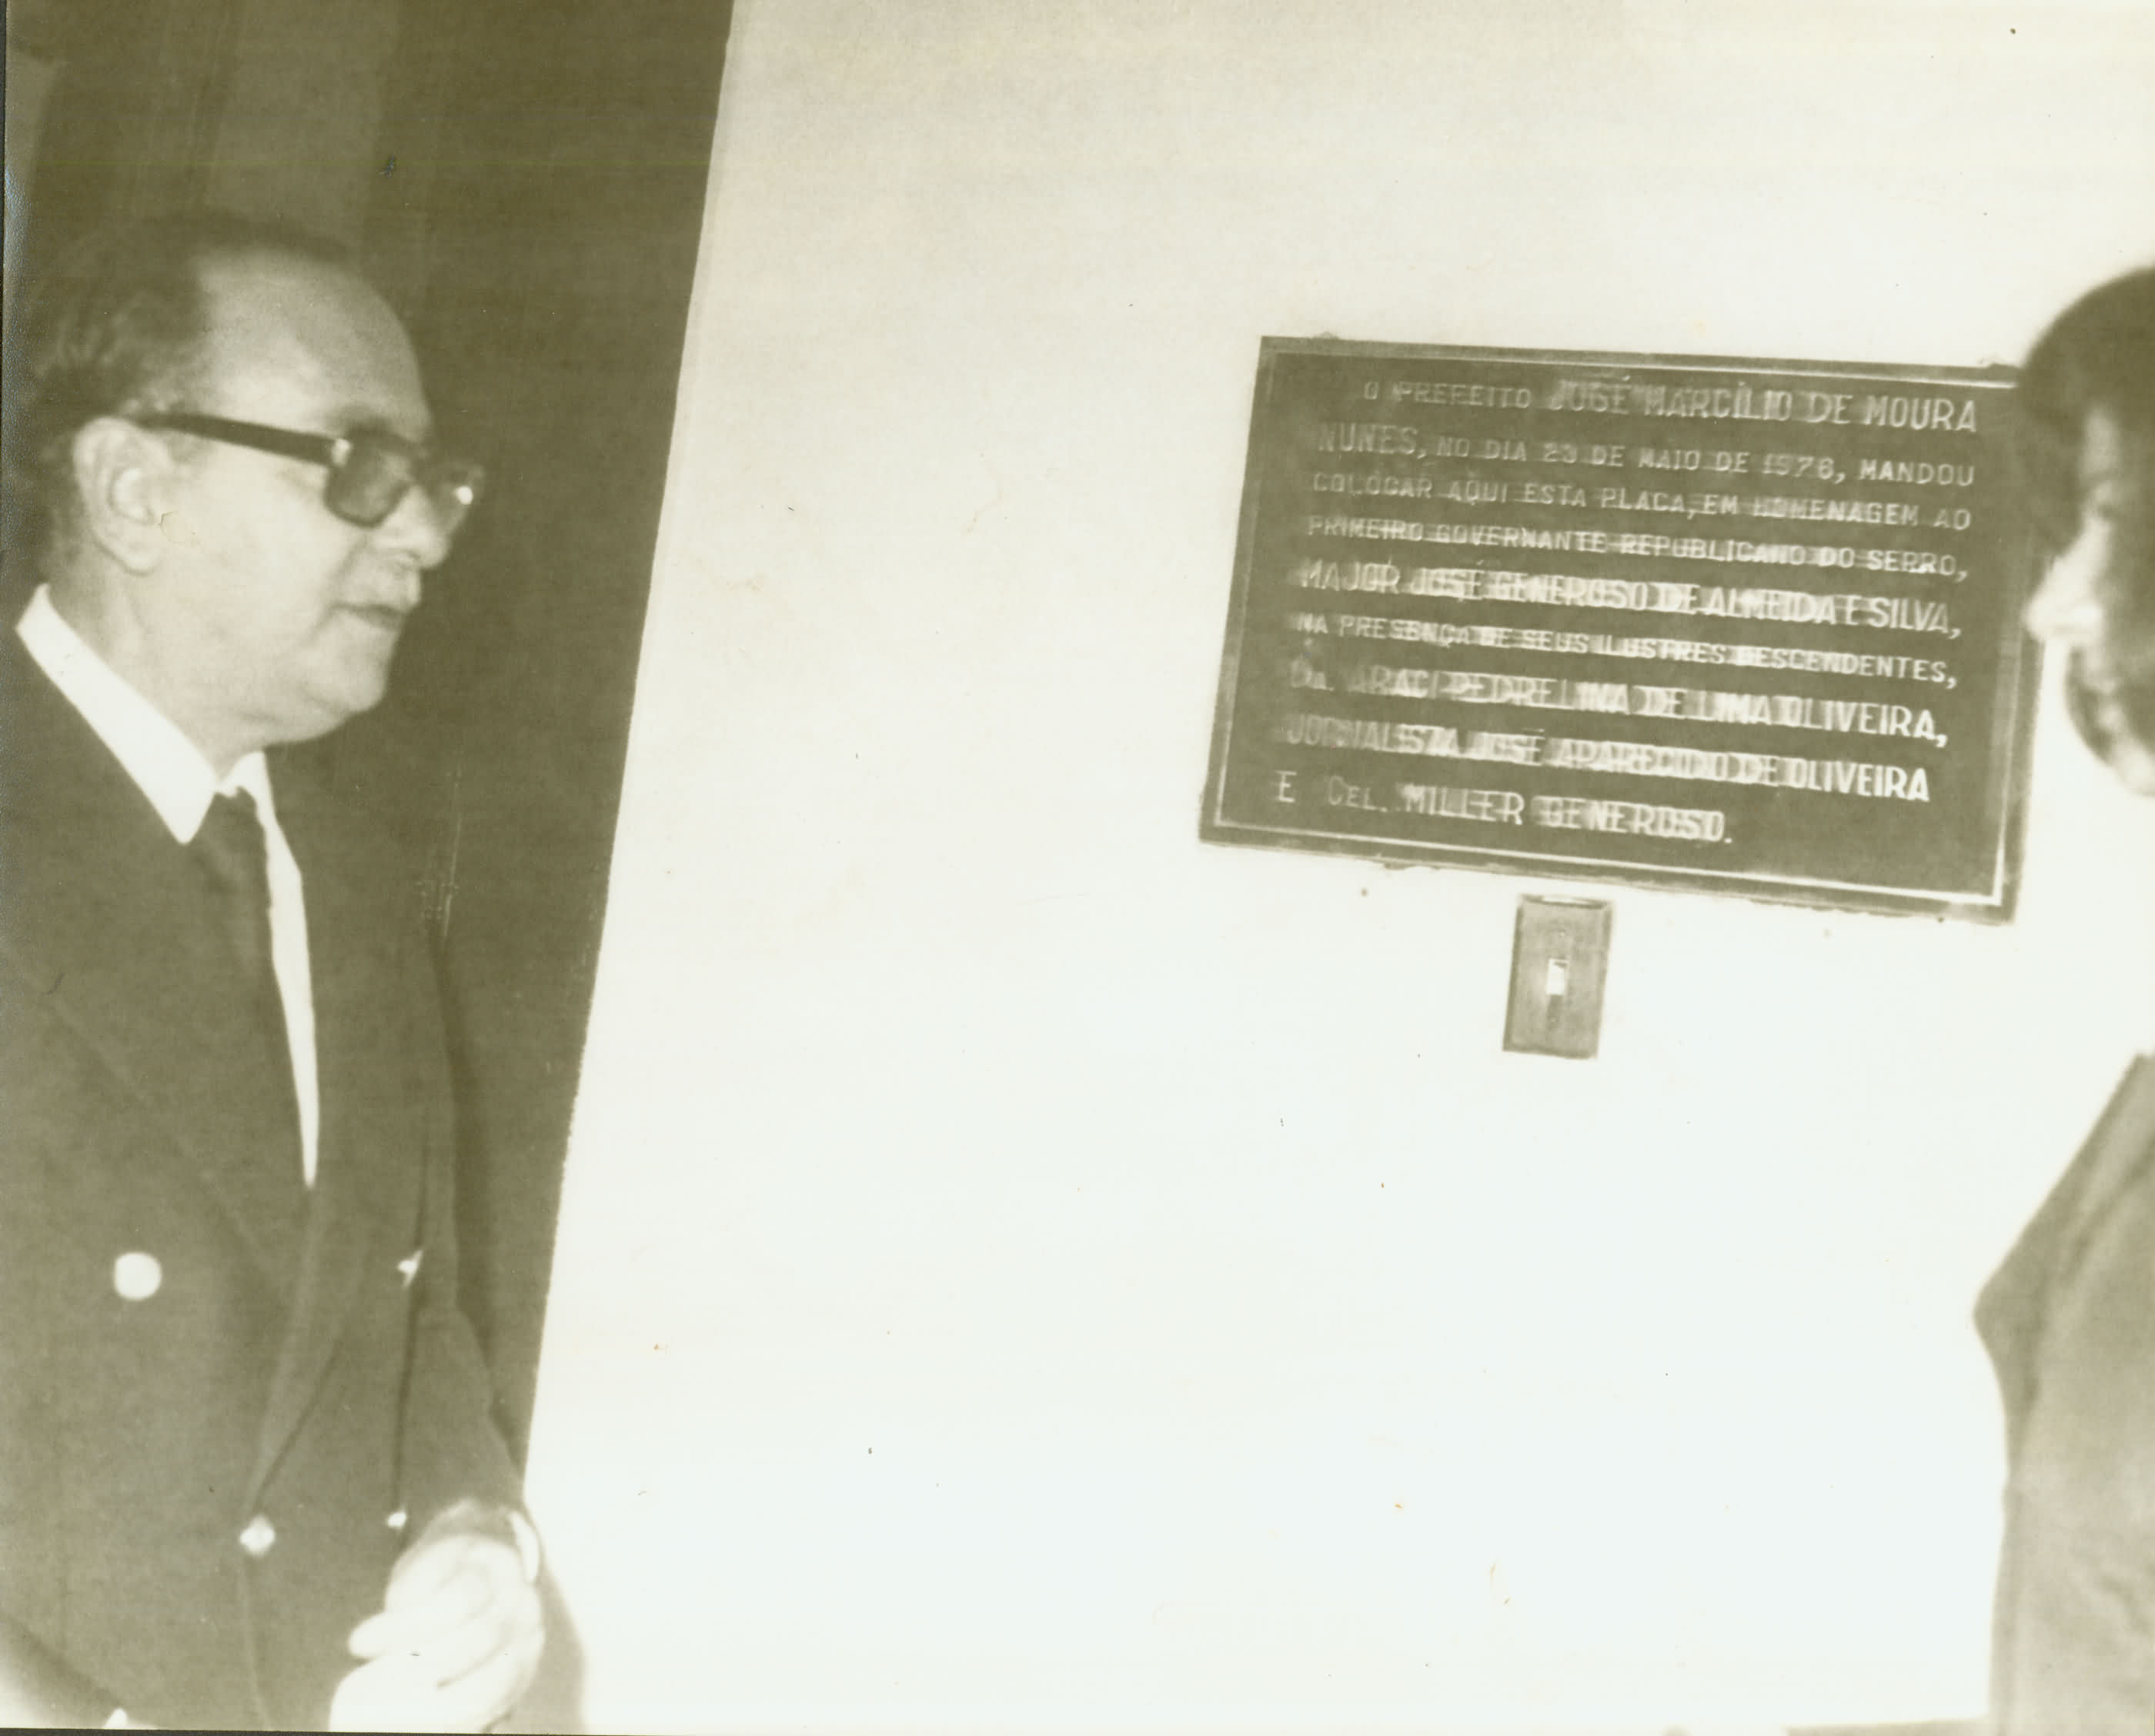 O PREFEITO JOSÉ MARCÍLIO DE MOURA
NUNES, NO DIA 23 DE MAIO DE 1976, MANDOU
COLOCAR AQUI ESTA PLACA, EM HOMENAGEM AO
PRIMEIRO GOVERNANTE REPUBLICANO DO SERRO,
MAJOR JOSÉ GENEROSO DE ALMEIDA E SILVA,
NA PRESENÇA DE SEUS ILUSTRES DESCENDENTES,
DA. ARACI PEDRELINA DE LIMA OLIVEIRA,
JORNALISTA JOSÉ APARECIDO DE OLIVEIRA
E CEL. MILLER GENEROSO.